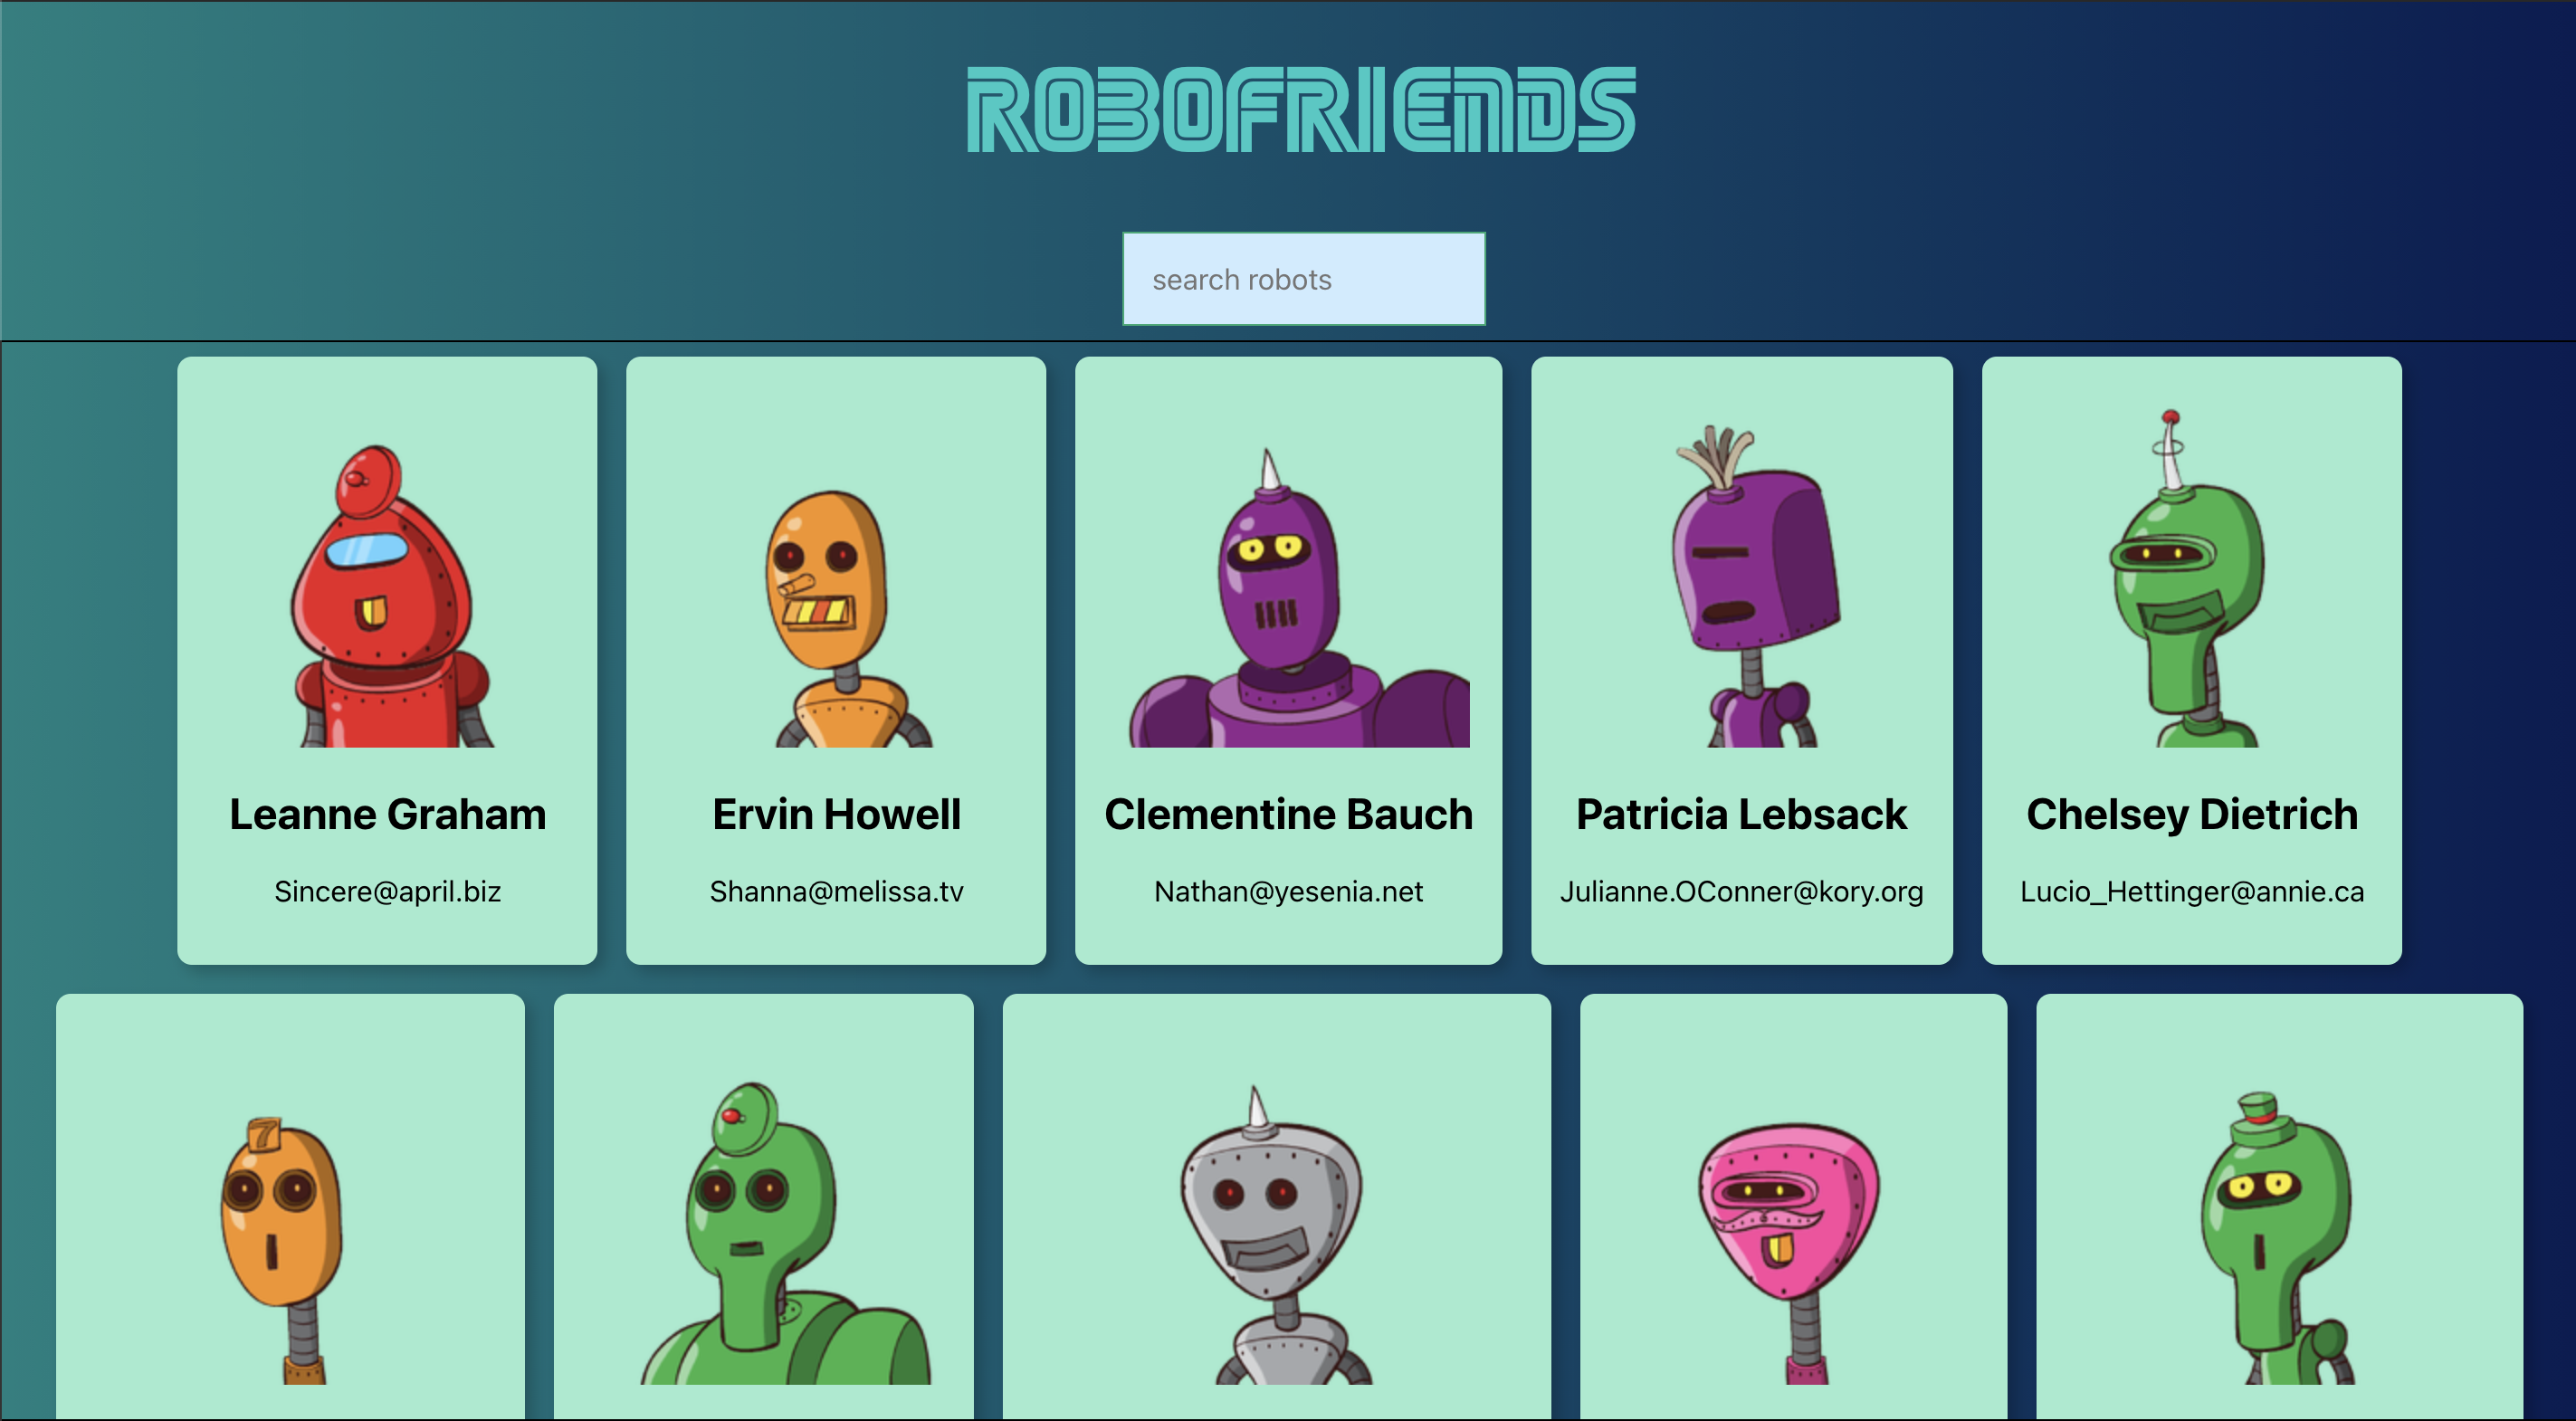 ROBOFRIENDS
search robots
Leanne Graham
Ervin Howell
Clementine Bauch
Patricia Lebsack
Chelsey Dietrich
Sincere@april.biz
Shanna@melissa.tv
Nathan@yesenia.net
Julianne.OConner@kory.org
Lucio_Hettinger@annie.ca
7